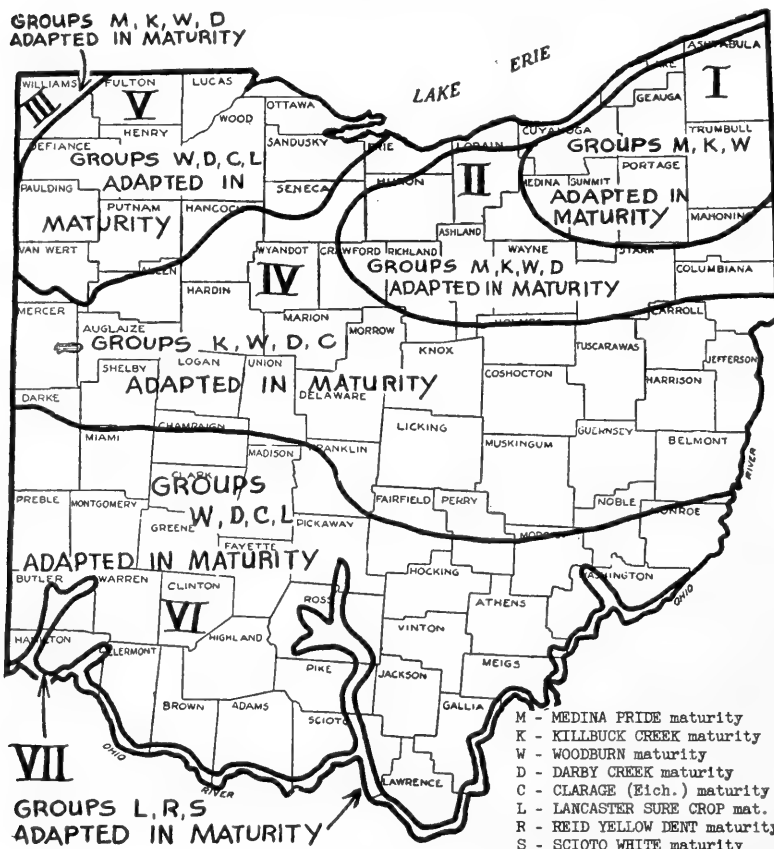 GROUPS M, K, W, D
ADAPTED IN MATURITY
LAKE ERIE
WILLIAMS
FULTON
LUCAS
OTTAWA
ASHTABULA
LAKE
GEAUGA
I
III
V
WOOD
HENRY
SANDUSKY
ERIE
LORAIN
CUYAHOGA
TRUMBULL
DEFIANCE
GROUPS W, D, C, L
ADAPTED IN
MATURITY
GROUPS M, K, W
ADAPTED IN
MATURITY
PORTAGE
PAULDING
SENECA
HURON
II
MEDINA
SUMMIT
PUTNAM
HANCOCK
MAHONING
ASHLAND
VAN WERT
ALLEN
WYANDOT
CRAWFORD
RICHLAND
WAYNE
STARK
COLUMBIANA
IV
GROUPS M, K, W, D
ADAPTED IN MATURITY
HARDIN
MERCER
MARION
HOLMES
CARROLL
AUGLAIZE
MORROW
GROUPS K, W, D, C
ADAPTED IN MATURITY
KNOX
TUSCARAWAS
JEFFERSON
SHELBY
LOGAN
UNION
COSHOCTON
HARRISON
DARKE
DELAWARE
CHAMPAIGN
LICKING
GUERNSEY
MIAMI
MUSKINGUM
BELMONT
MADISON
FRANKLIN
RIVER
CLARK
GROUPS
W, D, C, L
ADAPTED IN MATURITY
PREBLE
MONTGOMERY
FAIRFIELD
PERRY
NOBLE
MONROE
GREENE
PICKAWAY
MORGAN
FAYETTE
HOCKING
BUTLER
WARREN
CLINTON
WASHINGTON
OHIO
VI
ROSS
ATHENS
HAMILTON
HIGHLAND
VINTON
CLERMONT
PIKE
MEIGS
JACKSON
BROWN
ADAMS
SCIOTO
GALLIA
OHIO
RIVER
LAWRENCE
VII
GROUPS L, R, S
ADAPTED IN MATURITY
M - MEDINA PRIDE maturity
K - KILLBUCK CREEK maturity
W - WOODBURN maturity
D - DARBY CREEK maturity
C - CLARAGE (Eich.) maturity
L - LANCASTER SURE CROP mat.
R - REID YELLOW DENT maturity
S - SCIOTO WHITE maturity